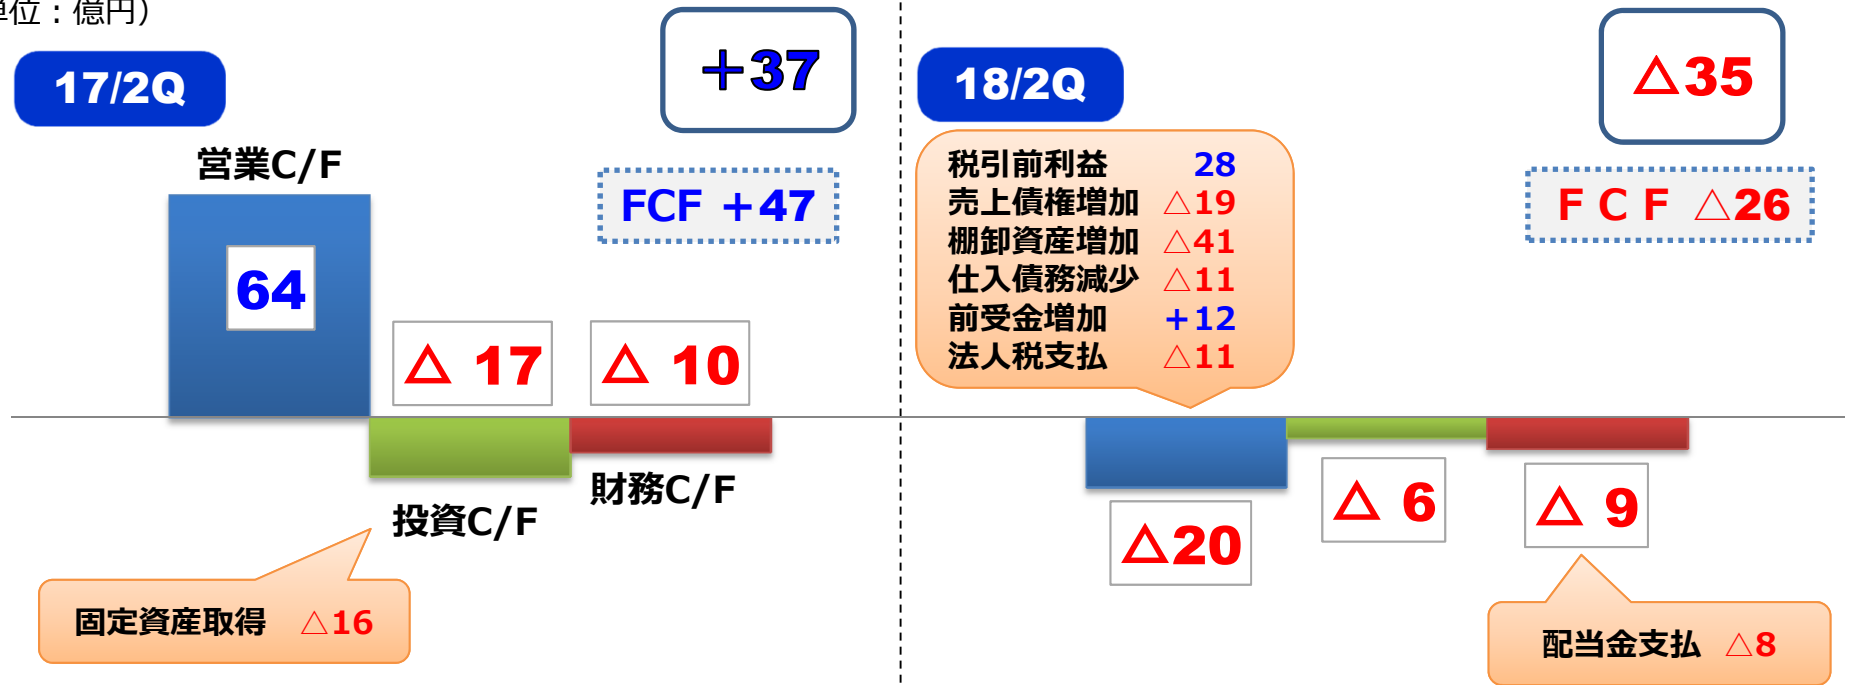 単位：億円）
17/2Q
＋37
FCF ＋47
営業C/F
64
△ 17
△ 10
投資C/F
財務C/F
固定資産取得 △16
18/2Q
△35
ＦＣＦ △26
税引前利益 28
売上債権増加 △19
棚卸資産増加 △41
仕入債務減少 △11
前受金増加 ＋12
法人税支払 △11
△20
△ 6
△ 9
配当金支払 △8